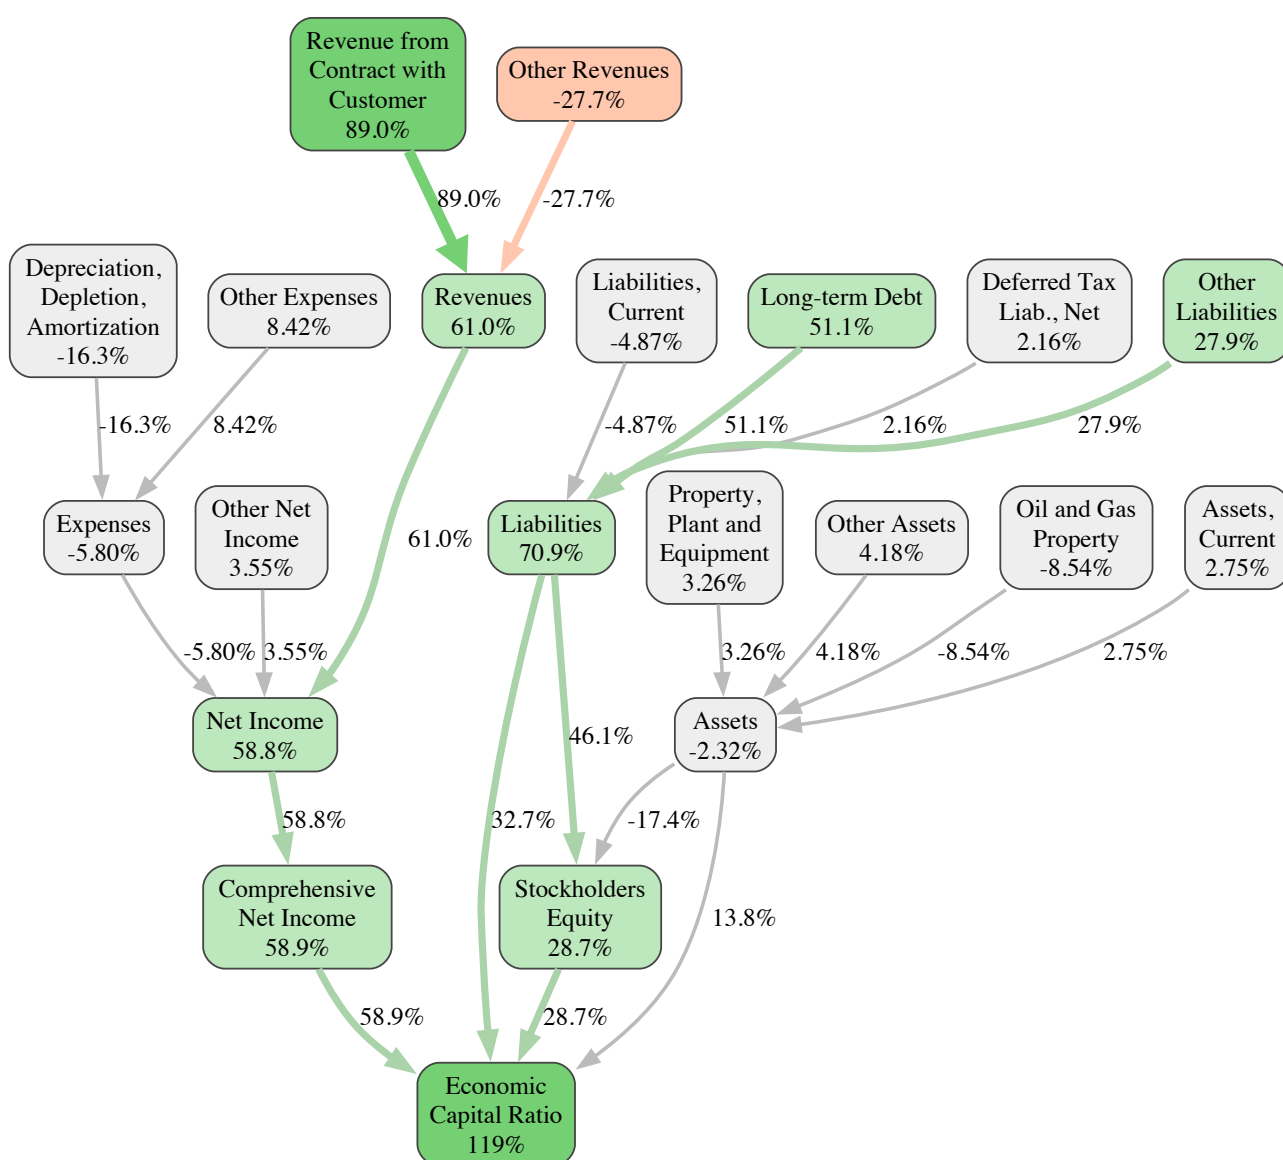 Revenue from
Contract with
Customer
89.0%
Other Revenues
-27.7%
89.0%
-27.7%
Depreciation,
Depletion,
Amortization
-16.3%
Other Expenses
8.42%
Revenues
61.0%
Liabilities,
Current
-4.87%
Long-term Debt
51.1%
Deferred Tax
Liab., Net
2.16%
Other
Liabilities
27.9%
-16.3%
8.42%
-4.87%
51.1%
2.16%
27.9%
Expenses
-5.80%
Other Net
Income
3.55%
61.0%
Liabilities
70.9%
Property,
Plant and
Equipment
3.26%
Other Assets
4.18%
Oil and Gas
Property
-8.54%
Assets,
Current
2.75%
-5.80%
3.55%
3.26%
4.18%
-8.54%
2.75%
Net Income
58.8%
46.1%
Assets
-2.32%
58.8%
32.7%
-17.4%
Comprehensive
Net Income
58.9%
Stockholders
Equity
28.7%
13.8%
58.9%
28.7%
Economic
Capital Ratio
119%